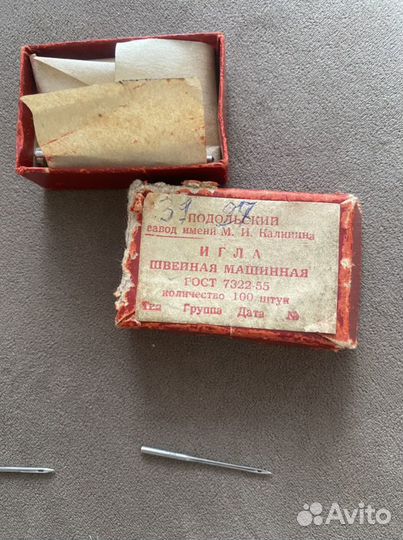 31 97
ПОДОЛЬСКИЙ
завод имени М. И. Калинина
ИГЛА
ШВЕЙНАЯ МАШИННАЯ
ГОСТ 7322-55
количество 100 штук
Тип Группа Дата №
Avito